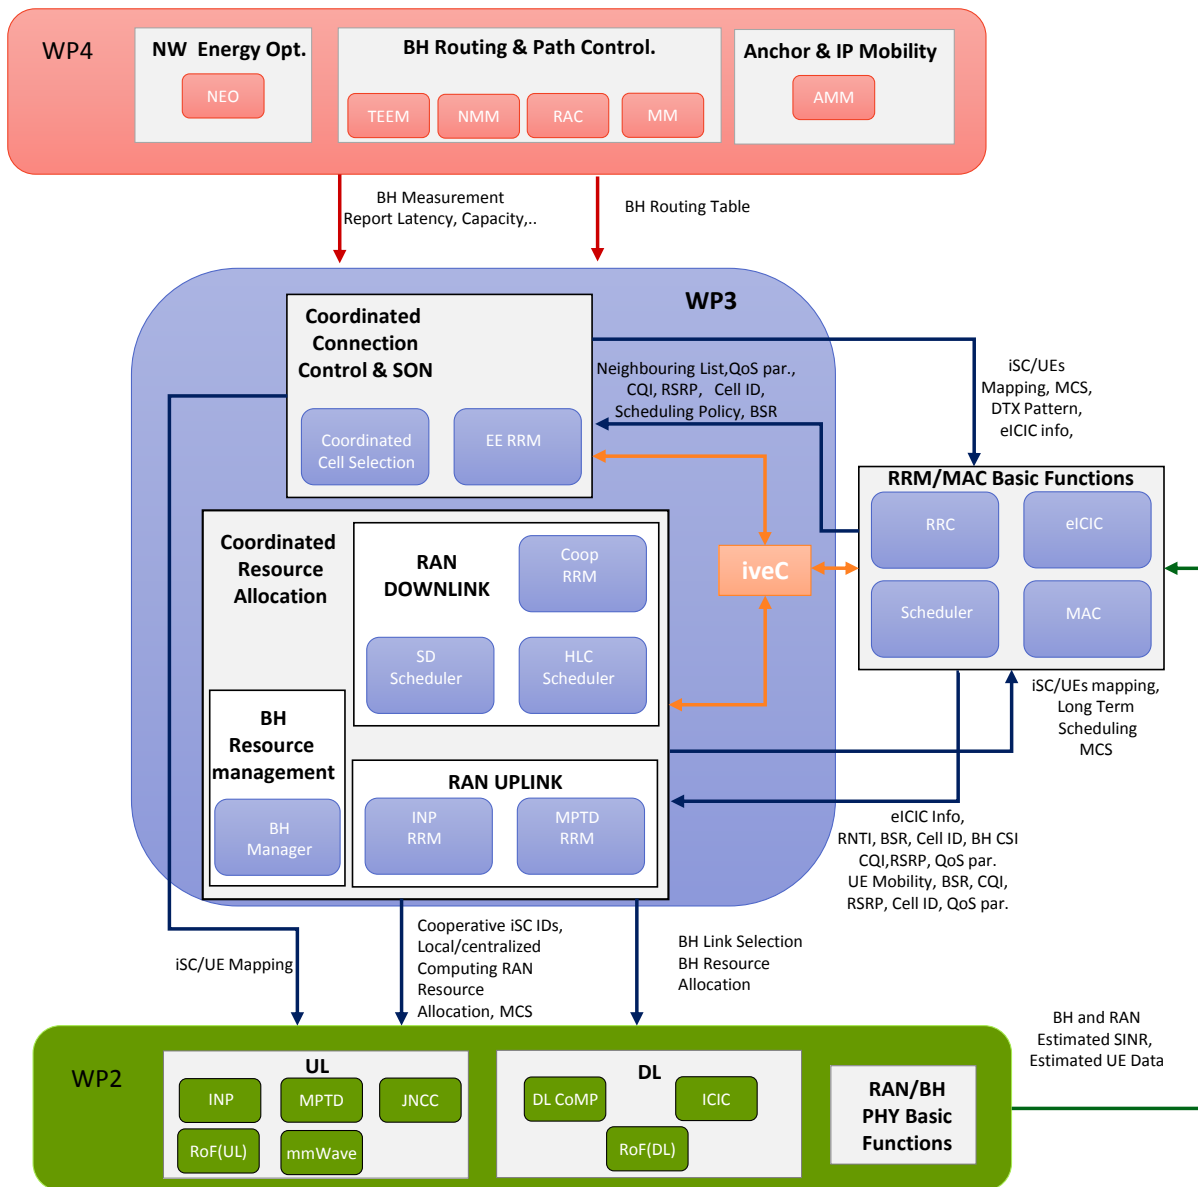 WP4
NW Energy Opt.
NEO
BH Routing & Path Control.
TEEM
NMM
RAC
MM
Anchor & IP Mobility
AMM
BH Measurement
Report Latency, Capacity,..
BH Routing Table
WP3
Coordinated
Connection
Control & SON
Coordinated
Cell Selection
EE RRM
Neighbouring List,QoS par.,
CQI, RSRP, Cell ID,
Scheduling Policy, BSR
iSC/UEs
Mapping, MCS,
DTX Pattern,
eICIC info,
RRM/MAC Basic Functions
RRC
eICIC
Scheduler
MAC
iveC
Coordinated
Resource
Allocation
RAN
DOWNLINK
Coop
RRM
SD
Scheduler
HLC
Scheduler
BH
Resource
management
BH
Manager
RAN UPLINK
INP
RRM
MPTD
RRM
iSC/UEs mapping,
Long Term
Scheduling
MCS
eICIC Info,
RNTI, BSR, Cell ID, BH CSI
CQI,RSRP, QoS par.
UE Mobility, BSR, CQI,
RSRP, Cell ID, QoS par.
iSC/UE Mapping
Cooperative iSC IDs,
Local/centralized
Computing RAN
Resource
Allocation, MCS
BH Link Selection
BH Resource
Allocation
BH and RAN
Estimated SINR,
Estimated UE Data
WP2
UL
INP
MPTD
JNCC
RoF(UL)
mmWave
DL
DL CoMP
ICIC
RoF(DL)
RAN/BH
PHY Basic
Functions